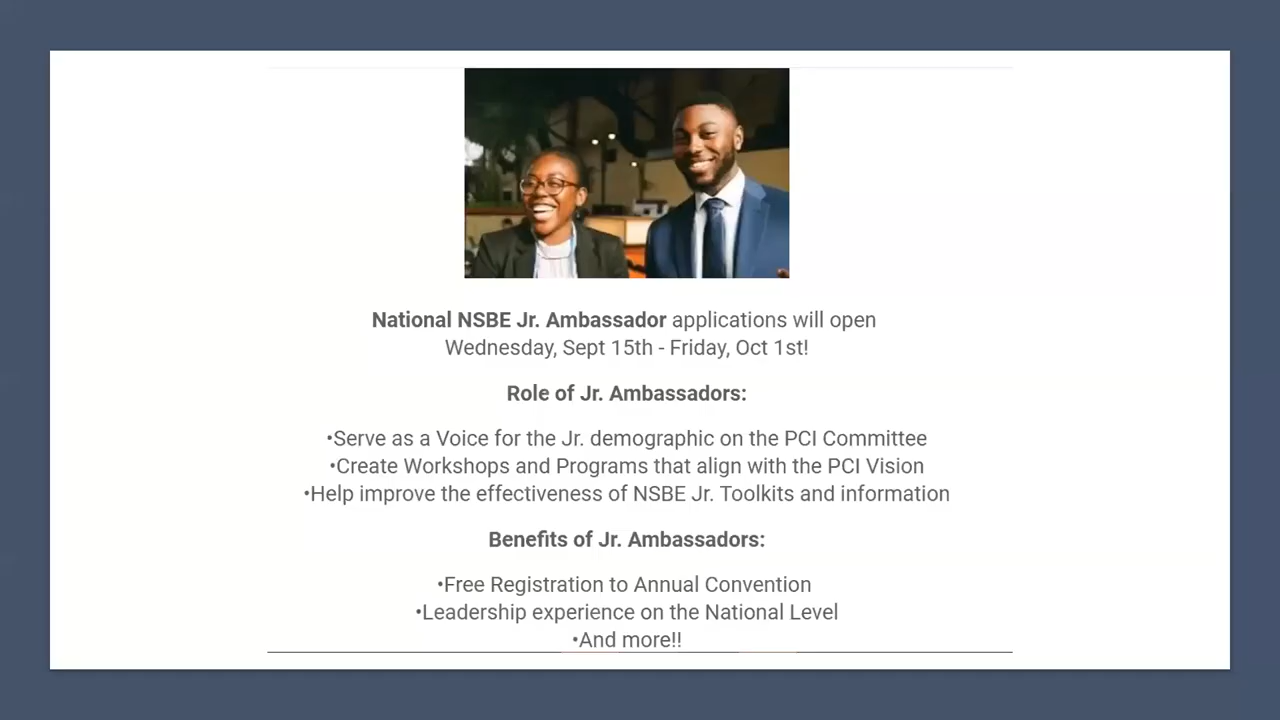 National NSBE Jr. Ambassador applications will open
Wednesday, Sept 15th - Friday, Oct 1st!
Role of Jr. Ambassadors:
•Serve as a Voice for the Jr. demographic on the PCI Committee
•Create Workshops and Programs that align with the PCI Vision
•Help improve the effectiveness of NSBE Jr. Toolkits and information
Benefits of Jr. Ambassadors:
•Free Registration to Annual Convention
•Leadership experience on the National Level
•And more!!